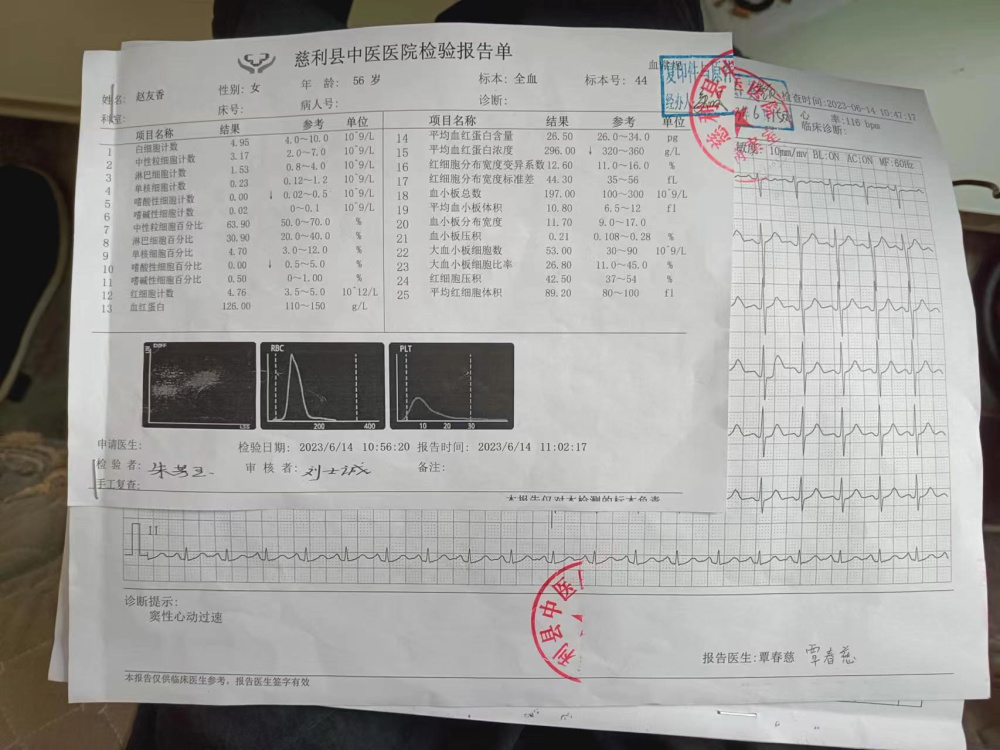 慈利县中医医院检验报告单
姓名: 赵友香 性别: 女 年 龄: 56 岁 标本: 全血 标本号: 44
科室: 床号: 病人号: 诊断:
项目名称 结果 参考 单位
1 白细胞计数 4.95 4.0~10.0 10^9/L
2 中性粒细胞计数 3.17 2.0~7.0 10^9/L
3 淋巴细胞计数 1.53 0.8~4.0 10^9/L
4 单核细胞计数 0.23 0.12~1.2 10^9/L
5 嗜酸性细胞计数 0.00 ↓ 0.02~0.5 10^9/L
6 嗜碱性细胞计数 0.02 0~0.1 10^9/L
7 中性粒细胞百分比 63.90 50.0~70.0 %
8 淋巴细胞百分比 30.90 20.0~40.0 %
9 单核细胞百分比 4.70 3.0~12.0 %
10 嗜酸性细胞百分比 0.00 ↓ 0.5~5.0 %
11 嗜碱性细胞百分比 0.50 0~1.00 %
12 红细胞计数 4.76 3.5~5.0 10^12/L
13 血红蛋白 126.00 110~150 g/L
项目名称 结果 参考 单位
14 平均血红蛋白含量 26.50 26.0~34.0 pg
15 平均血红蛋白浓度 296.00 ↓ 320~360 g/L
16 红细胞分布宽度变异系数 12.60 11.0~16.0 %
17 红细胞分布宽度标准差 44.30 35~56 fL
18 血小板总数 197.00 100~300 10^9/L
19 平均血小板体积 10.80 6.5~12 fl
20 血小板分布宽度 11.70 9.0~17.0
21 血小板压积 0.21 0.108~0.28 %
22 大血小板细胞数 53.00 30~90 10^9/L
23 大血小板细胞比率 26.80 11.0~45.0 %
24 红细胞压积 42.50 37~54 %
25 平均红细胞体积 89.20 80~100 fl
DIFF
RBC
200 400
PLT
10 20 30
申请医生: 检验日期: 2023/6/14 10:56:20 报告时间: 2023/6/14 11:02:17
检 验 者: 审 核 者: 备注:
手工复查:
本报告仅对本检测的标本负责
复印件与原件
经办人
检查时间:2023-06-14 10:47:17
心 率:116 bpm
临床诊断:
10mm/mv BL:ON AC:ON MF:60Hz
II
诊断提示:
窦性心动过速
利县中医
报告医生:覃春慈 覃春慈
本报告仅供临床医生参考，报告医生签字有效